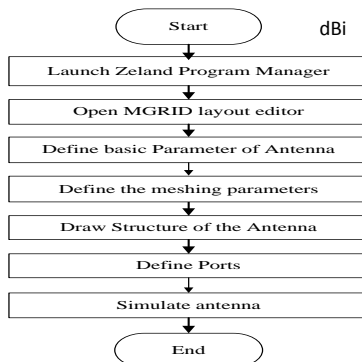 Start
dBi
Launch Zeland Program Manager
Open MGRID layout editor
Define basic Parameter of Antenna
Define the meshing parameters
Draw Structure of the Antenna
Define Ports
Simulate antenna
End